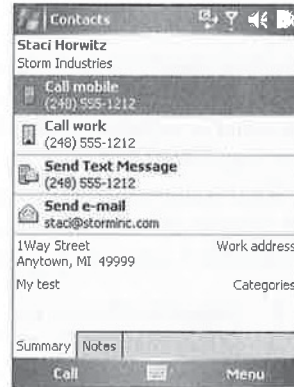 Contacts
Staci Horwitz
Storm Industries
Call mobile
(248) 555-1212
Call work
(248) 555-1212
Send Text Message
(248) 555-1212
Send e-mail
staci@storminc.com
1Way Street
Work address
Anytown, MI 49999
My test
Categories
Summary
Notes
Call
Menu